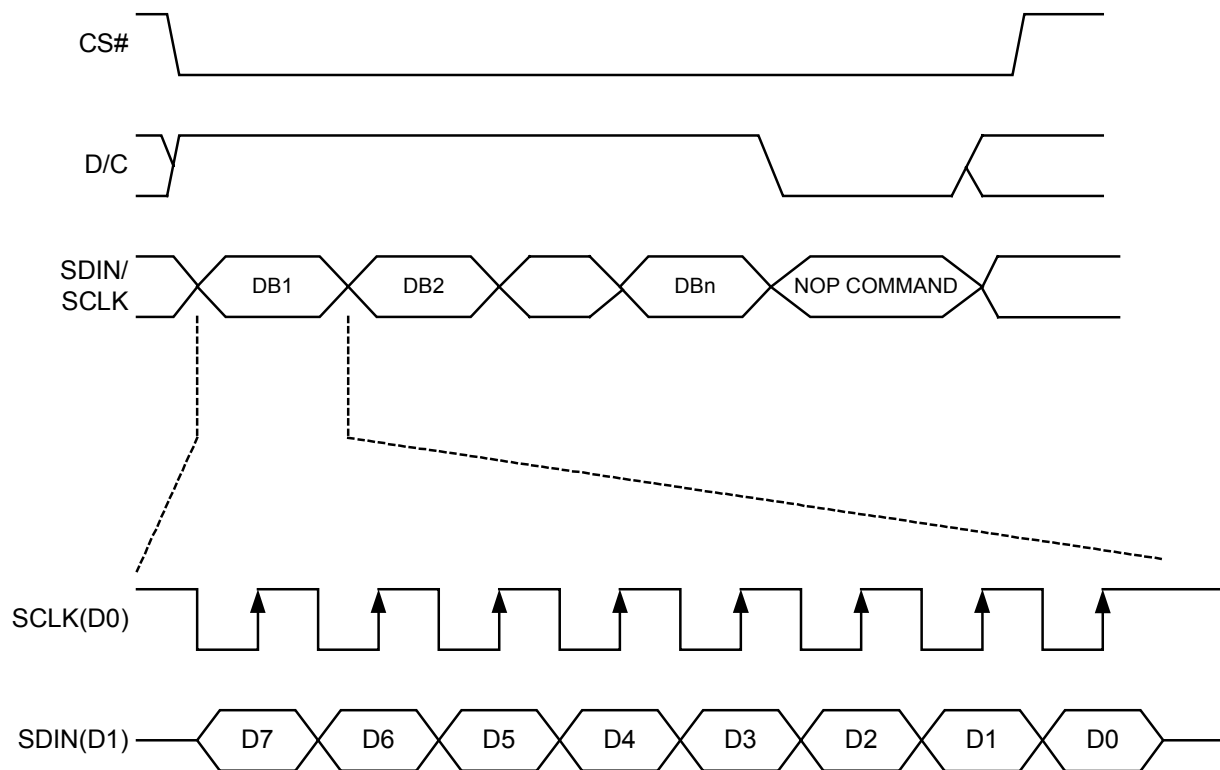 CS#
D/C
SDIN/
SCLK
DB1
DB2
DBn
NOP COMMAND
SCLK(D0)
SDIN(D1)
D7
D6
D5
D4
D3
D2
D1
D0